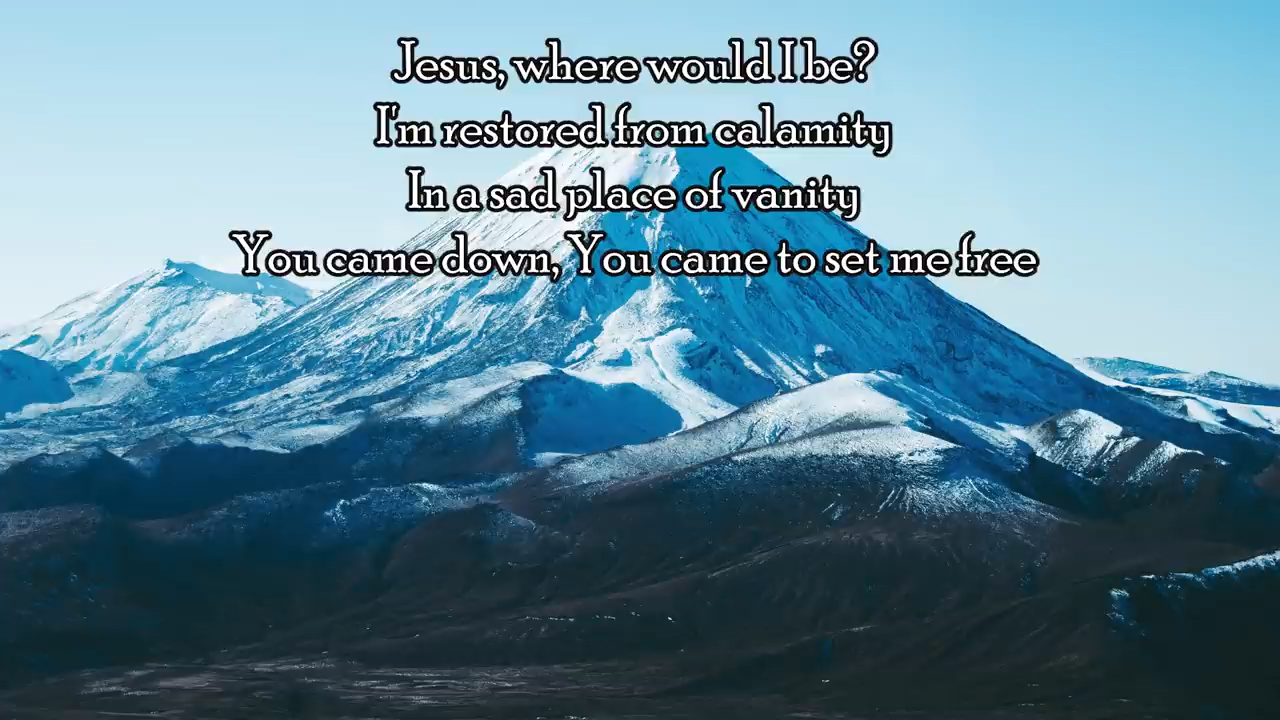 Jesus, where would I be?
I'm restored from calamity
In a sad place of vanity
You came down, You came to set me free